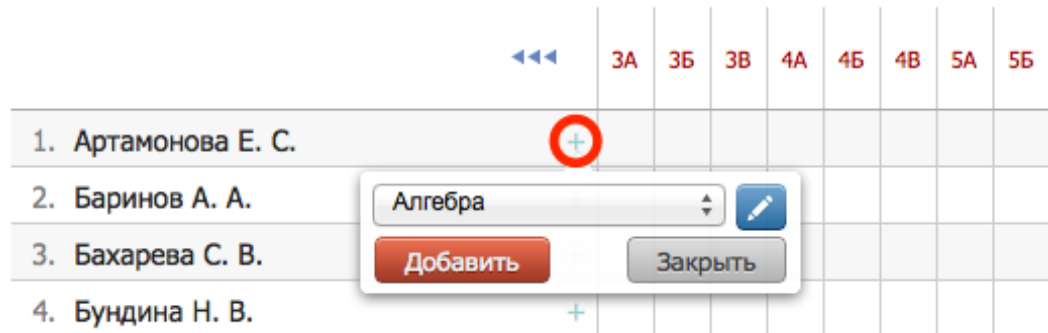 3А 3Б 3В 4А 4Б 4В 5А 5Б
1. Артамонова Е. С. +
2. Баринов А. А.
Алгебра
3. Бахарева С. В.
Добавить Закрыть
4. Бундина Н. В. +